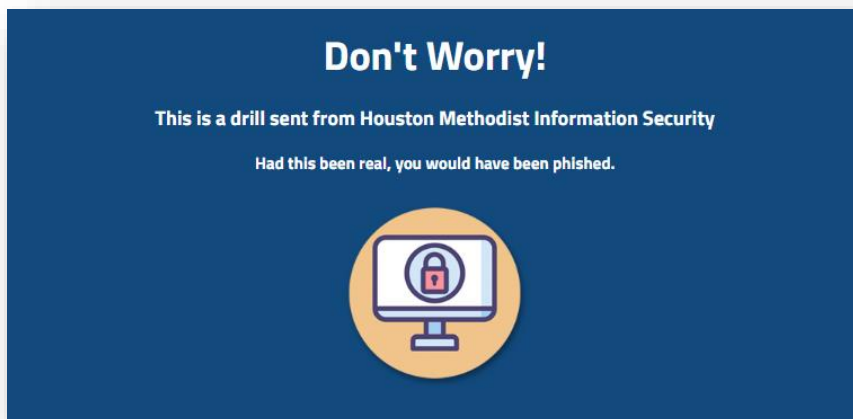 Don't Worry!
This is a drill sent from Houston Methodist Information Security
Had this been real, you would have been phished.